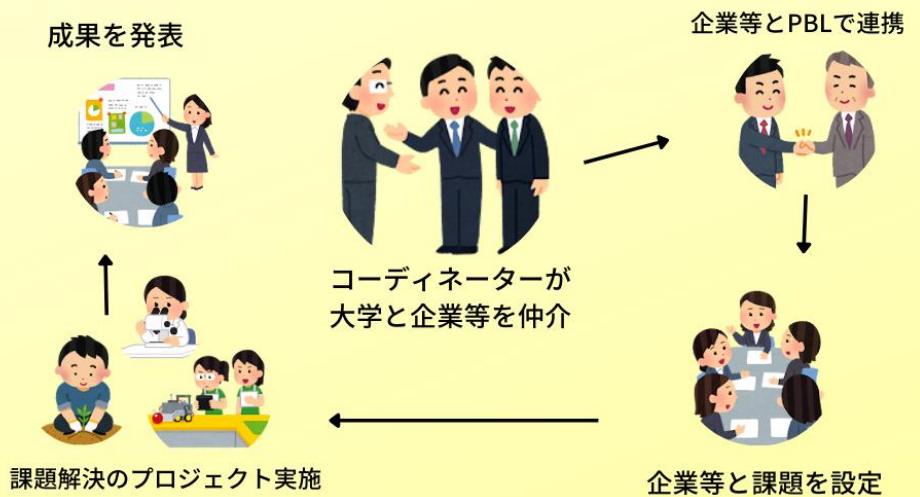 成果を発表
企業等とPBLで連携
コーディネーターが
大学と企業等を仲介
課題解決のプロジェクト実施
企業等と課題を設定